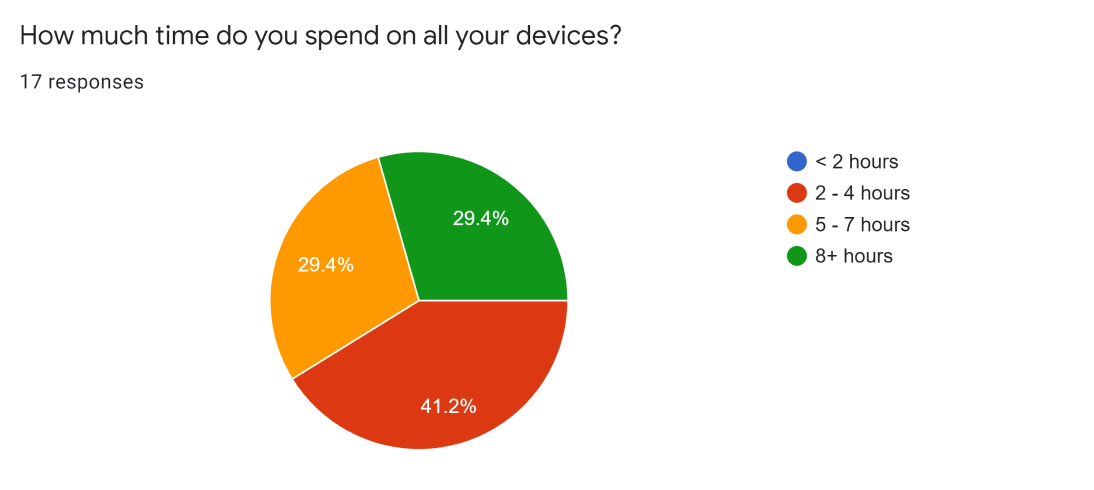 How much time do you spend on all your devices?
17 responses
29.4%
29.4%
41.2%
< 2 hours
2 - 4 hours
5 - 7 hours
8+ hours